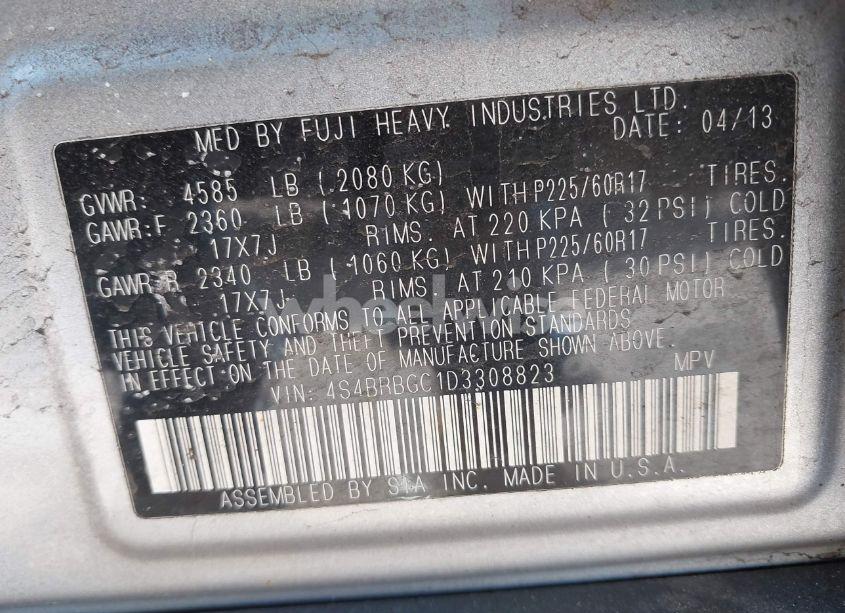 MFD BY FUJI HEAVY INDUSTRIES LTD.
DATE: 04/13
GVWR: 4585 LB (2080 KG)
GAWR:F 2360 LB (1070 KG) WITH P225/60R17 TIRES.
17X7J RIMS. AT 220 KPA (32 PSI) COLD
GAWR:R 2340 LB (1060 KG) WITH P225/60R17 TIRES.
17X7J RIMS. AT 210 KPA (30 PSI) COLD
THIS VEHICLE CONFORMS TO ALL APPLICABLE FEDERAL MOTOR
VEHICLE SAFETY AND THEFT PREVENTION STANDARDS
IN EFFECT ON THE DATE OF MANUFACTURE SHOWN ABOVE.
VIN: 4S4BRBGC1D3308823 MPV
ASSEMBLED BY SIA INC. MADE IN U.S.A.